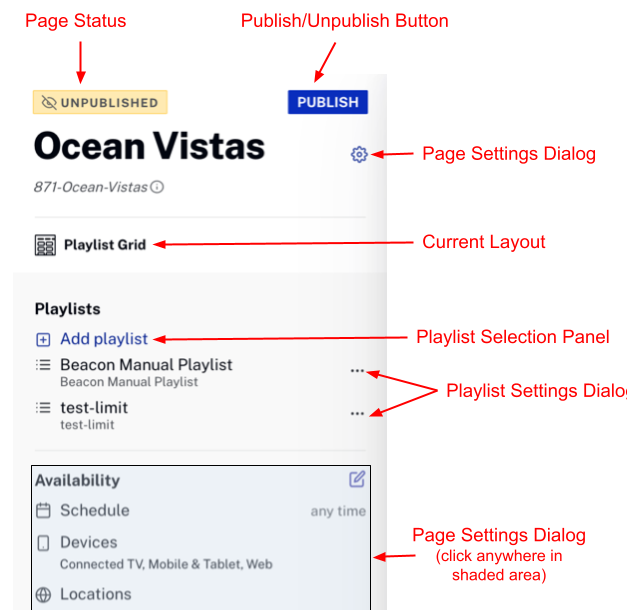 Page Status
Publish/Unpublish Button
UNPUBLISHED
PUBLISH
Ocean Vistas
Page Settings Dialog
871-Ocean-Vistas
Playlist Grid
Current Layout
Playlists
Add playlist
Playlist Selection Panel
Beacon Manual Playlist
Beacon Manual Playlist
Playlist Settings Dialo
test-limit
test-limit
Availability
Schedule
any time
Page Settings Dialog
(click anywhere in
shaded area)
Devices
Connected TV, Mobile & Tablet, Web
Locations